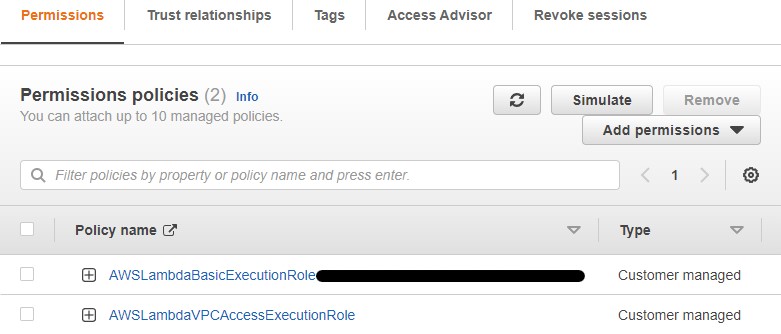 Permissions Trust relationships Tags Access Advisor Revoke sessions
Permissions policies (2) Info
You can attach up to 10 managed policies.
Simulate Remove
Add permissions
Filter policies by property or policy name and press enter.
1
Policy name Type
AWSLambdaBasicExecutionRole Customer managed
AWSLambdaVPCAccessExecutionRole Customer managed